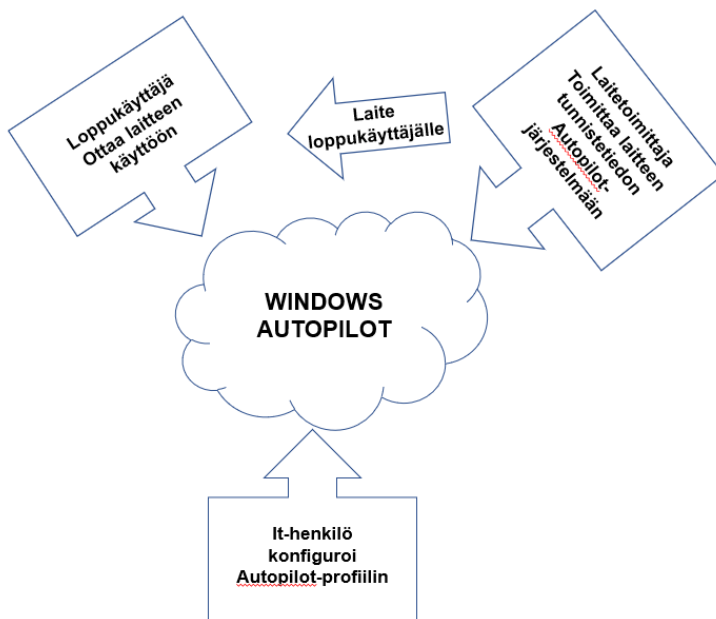 Loppukäyttäjä
Ottaa laitteen
käyttöön
Laite
loppukäyttäjälle
Laitetoimittaja
Toimittaa laitteen
tunnistetiedon
Autopilot-
järjestelmään
WINDOWS
AUTOPILOT
It-henkilö
konfiguroi
Autopilot-profiilin